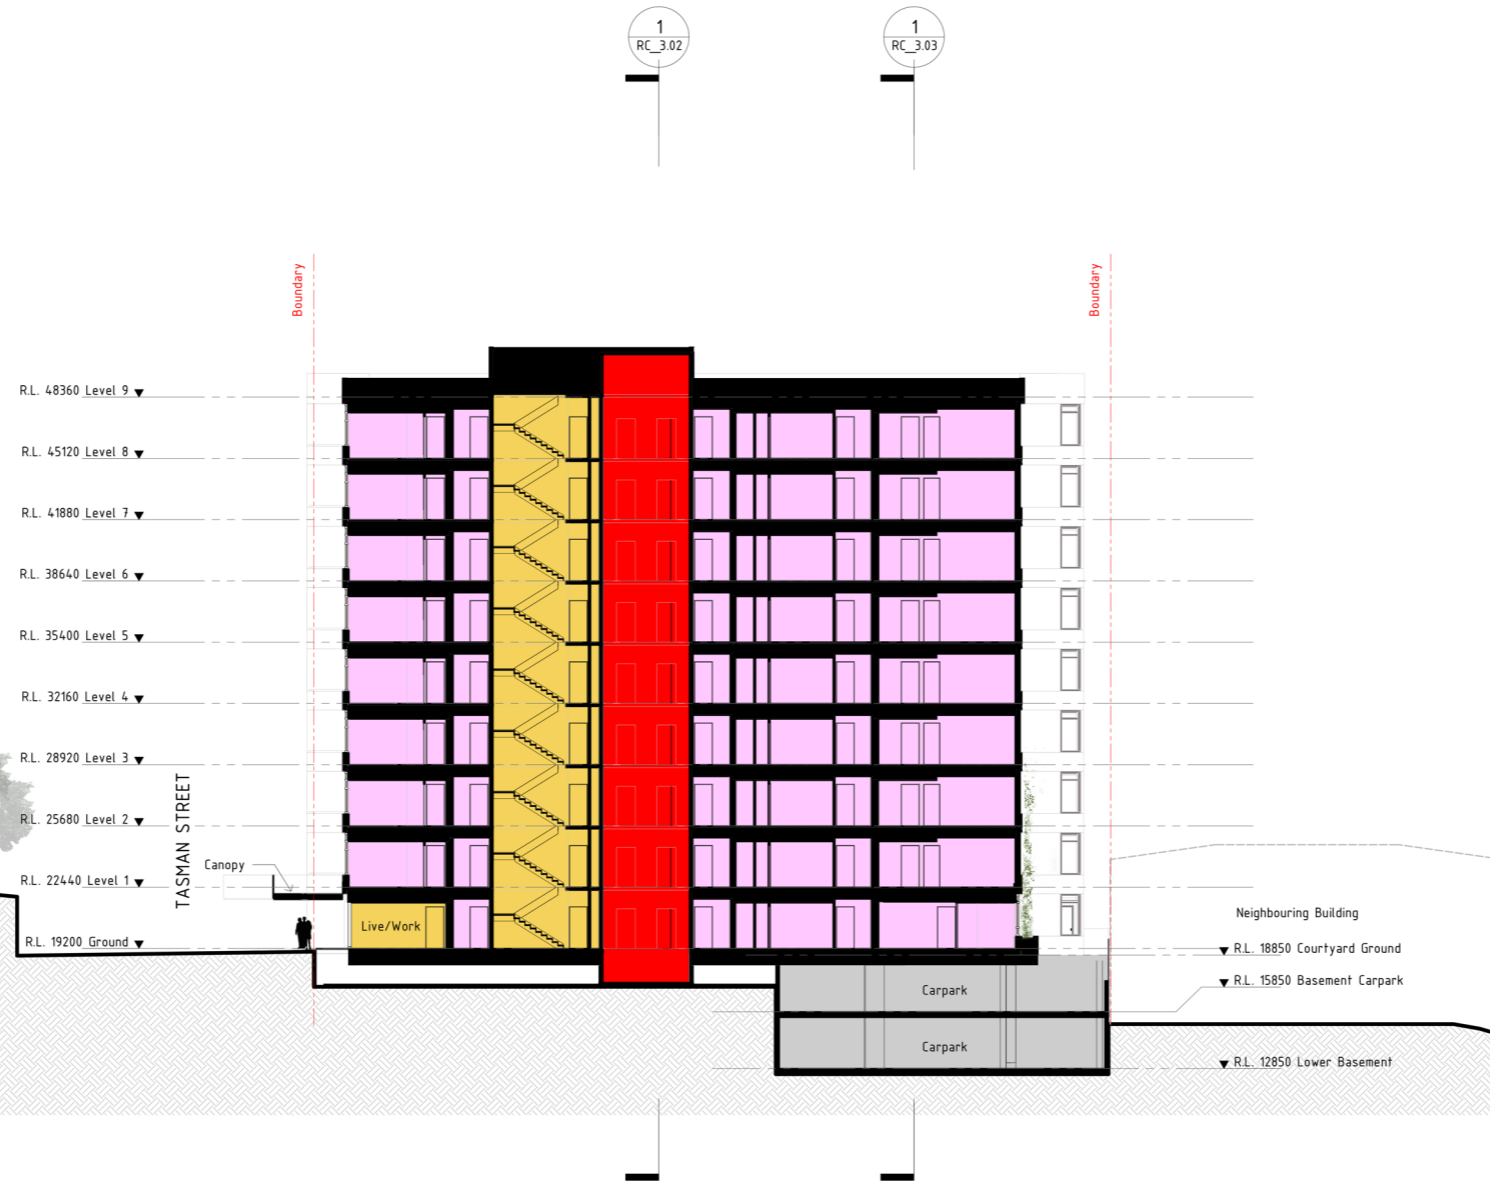 1
RC_3.02
1
RC_3.03
Boundary
Boundary
R.L. 48360 Level 9
R.L. 45120 Level 8
R.L. 41880 Level 7
R.L. 38640 Level 6
R.L. 35400 Level 5
R.L. 32160 Level 4
R.L. 28920 Level 3
R.L. 25680 Level 2
TASMAN STREET
Canopy
R.L. 22440 Level 1
Live/Work
R.L. 19200 Ground
Neighbouring Building
R.L. 18850 Courtyard Ground
R.L. 15850 Basement Carpark
Carpark
Carpark
R.L. 12850 Lower Basement